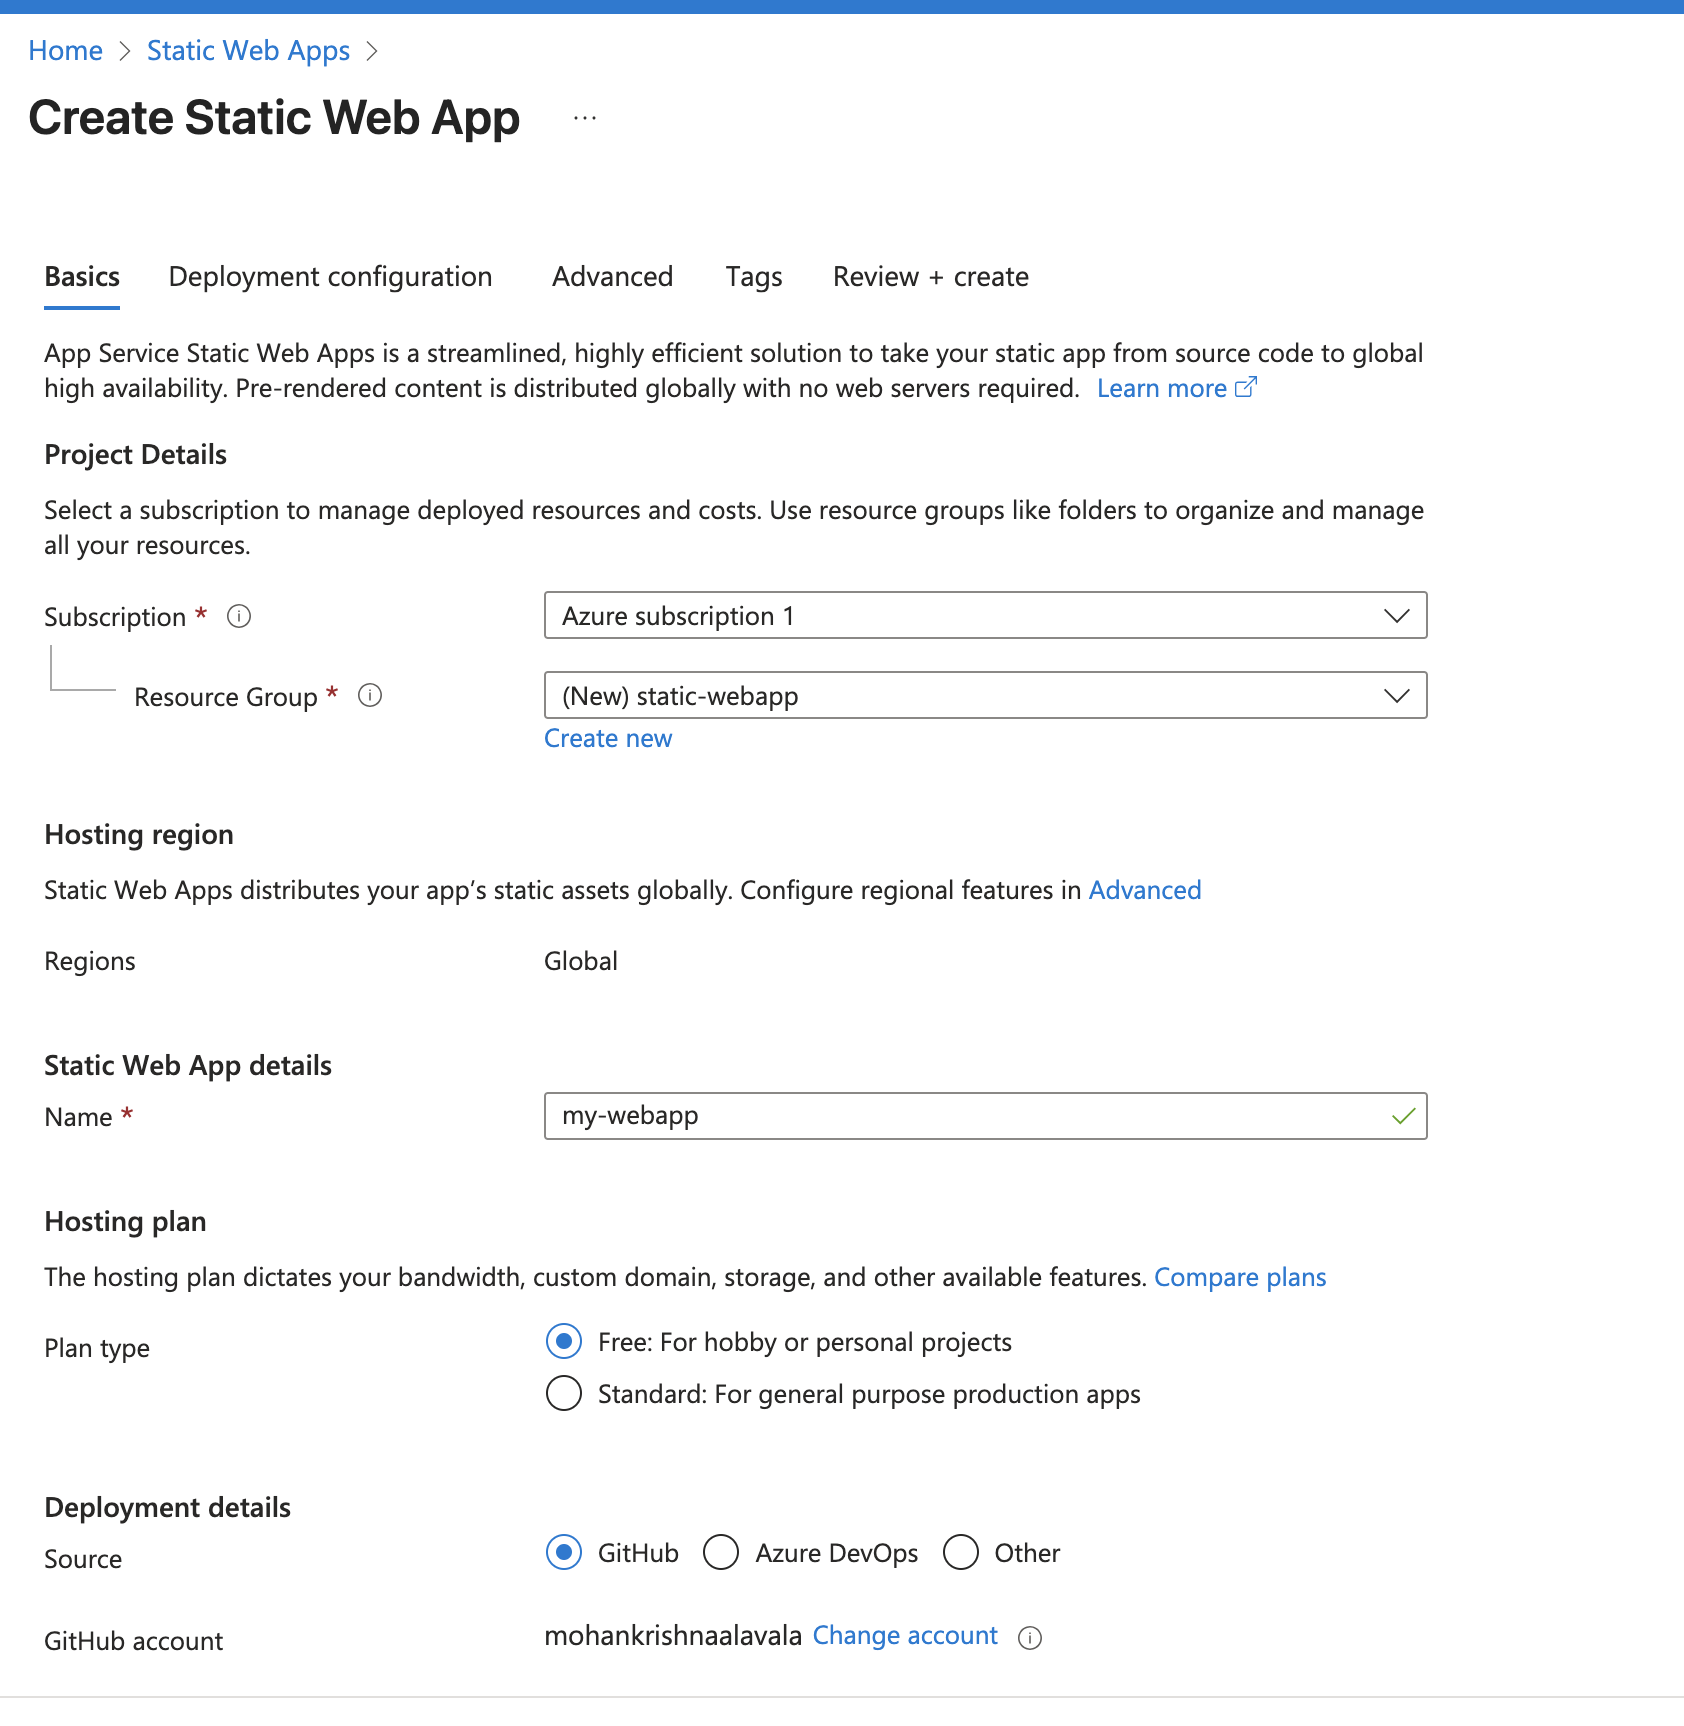 Home > Static Web Apps >
Create Static Web App ...
Basics Deployment configuration Advanced Tags Review + create
App Service Static Web Apps is a streamlined, highly efficient solution to take your static app from source code to global
high availability. Pre-rendered content is distributed globally with no web servers required. Learn more
Project Details
Select a subscription to manage deployed resources and costs. Use resource groups like folders to organize and manage
all your resources.
Subscription * Azure subscription 1
Resource Group * (New) static-webapp
Create new
Hosting region
Static Web Apps distributes your app’s static assets globally. Configure regional features in Advanced
Regions Global
Static Web App details
Name * my-webapp
Hosting plan
The hosting plan dictates your bandwidth, custom domain, storage, and other available features. Compare plans
Plan type Free: For hobby or personal projects
Standard: For general purpose production apps
Deployment details
Source GitHub Azure DevOps Other
GitHub account mohankrishnaalavala Change account